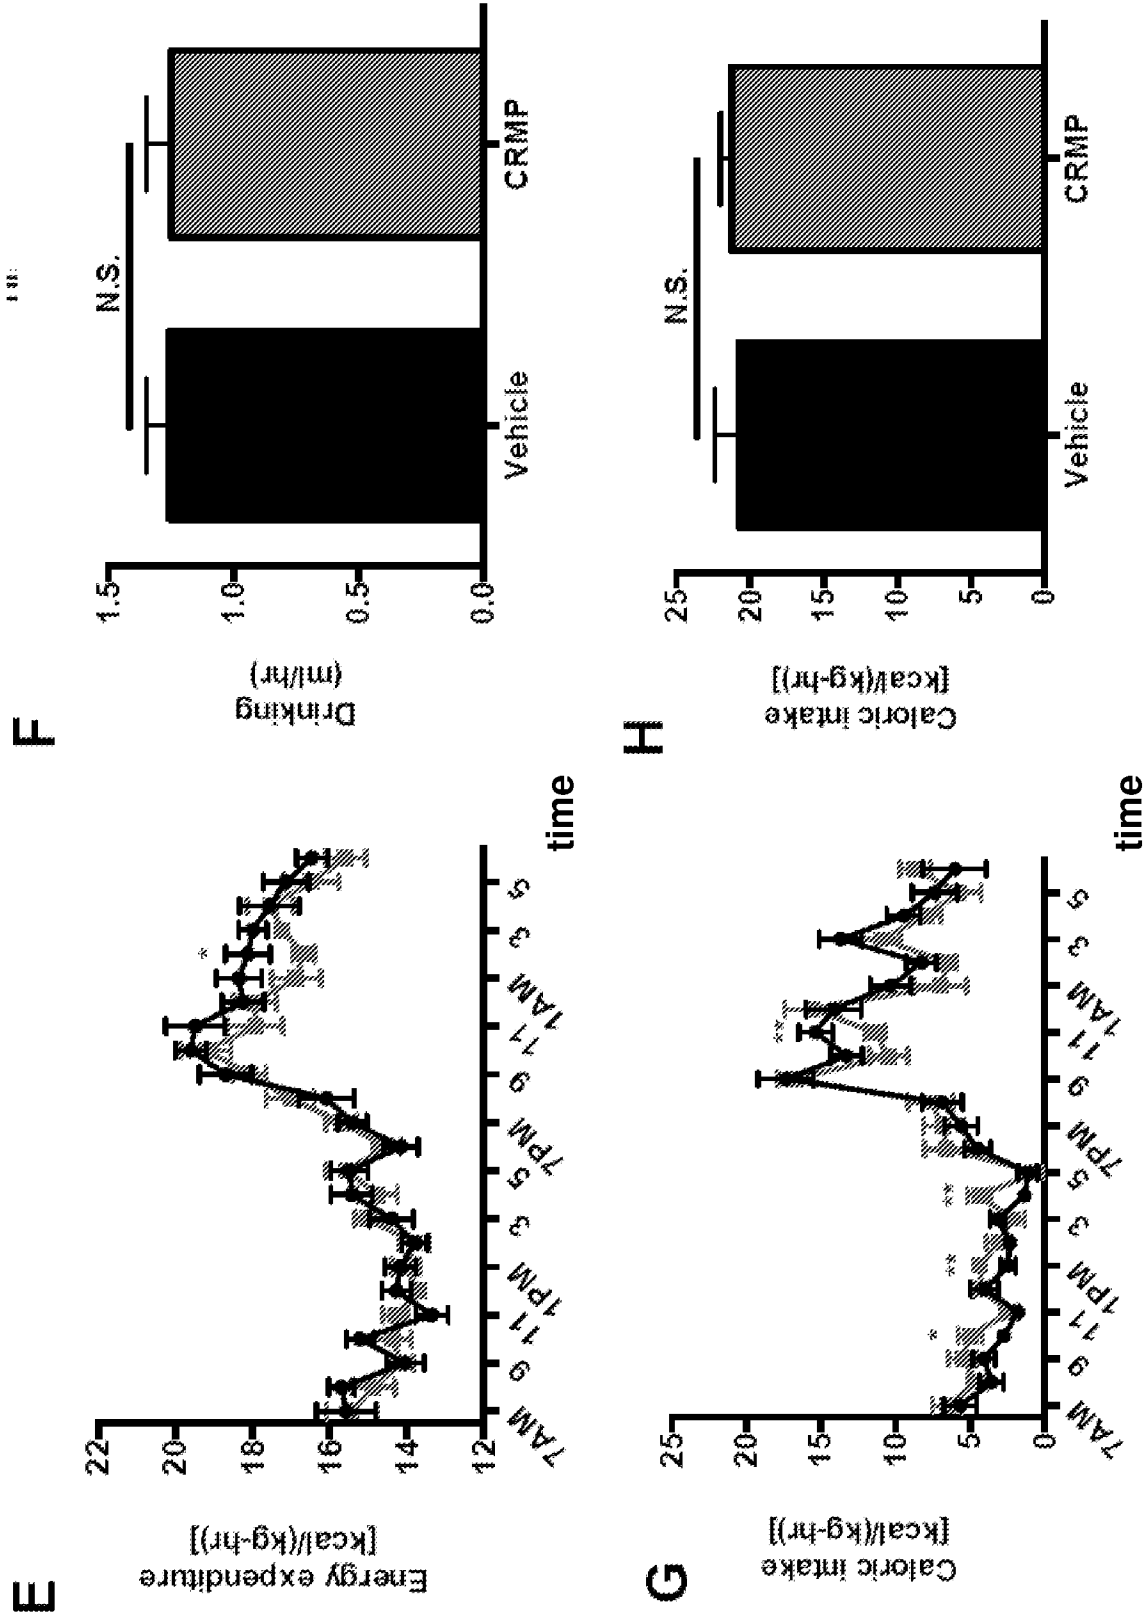 E
Energy expenditure
[kcal/(kg-hr)]
22
20
18
16
14
12
*
7AM
9
11
1PM
3
5
7PM
9
11
1AM
3
5
time
F
Drinking
(ml/hr)
1.5
1.0
0.5
0.0
N.S.
Vehicle
CRMP
G
Caloric intake
[kcal/(kg-hr)]
25
20
15
10
5
0
*
**
**
**
7AM
9
11
1PM
3
5
7PM
9
11
1AM
3
5
time
H
Caloric intake
[kcal/(kg-hr)]
25
20
15
10
5
0
N.S.
Vehicle
CRMP